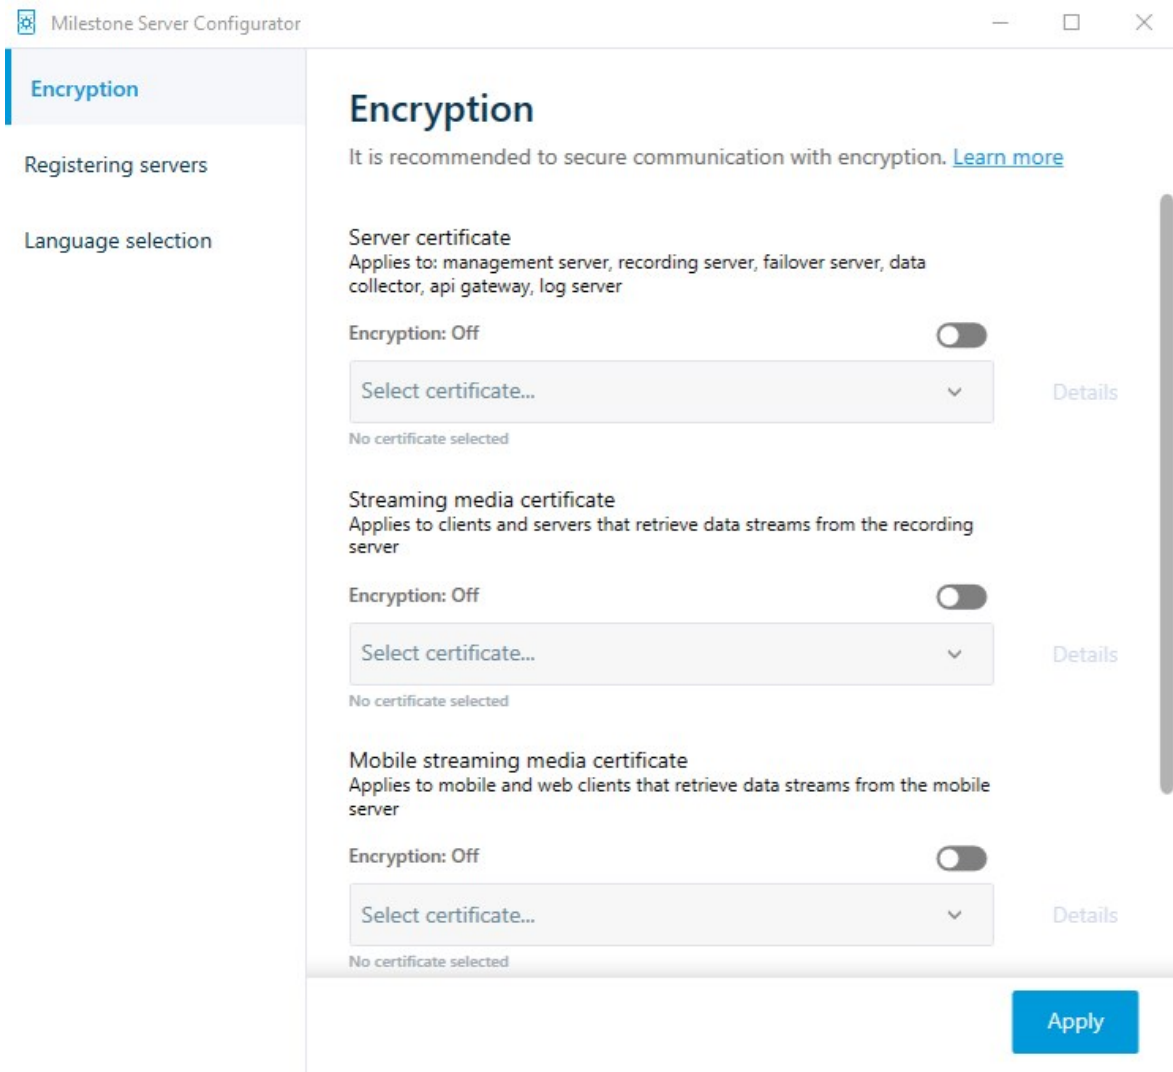 Milestone Server Configurator
Encryption
Registering servers
Language selection
Encryption
It is recommended to secure communication with encryption. Learn more
Server certificate
Applies to: management server, recording server, failover server, data
collector, api gateway, log server
Encryption: Off
Select certificate...
Details
No certificate selected
Streaming media certificate
Applies to clients and servers that retrieve data streams from the recording
server
Encryption: Off
Select certificate...
Details
No certificate selected
Mobile streaming media certificate
Applies to mobile and web clients that retrieve data streams from the mobile
server
Encryption: Off
Select certificate...
Details
No certificate selected
Apply